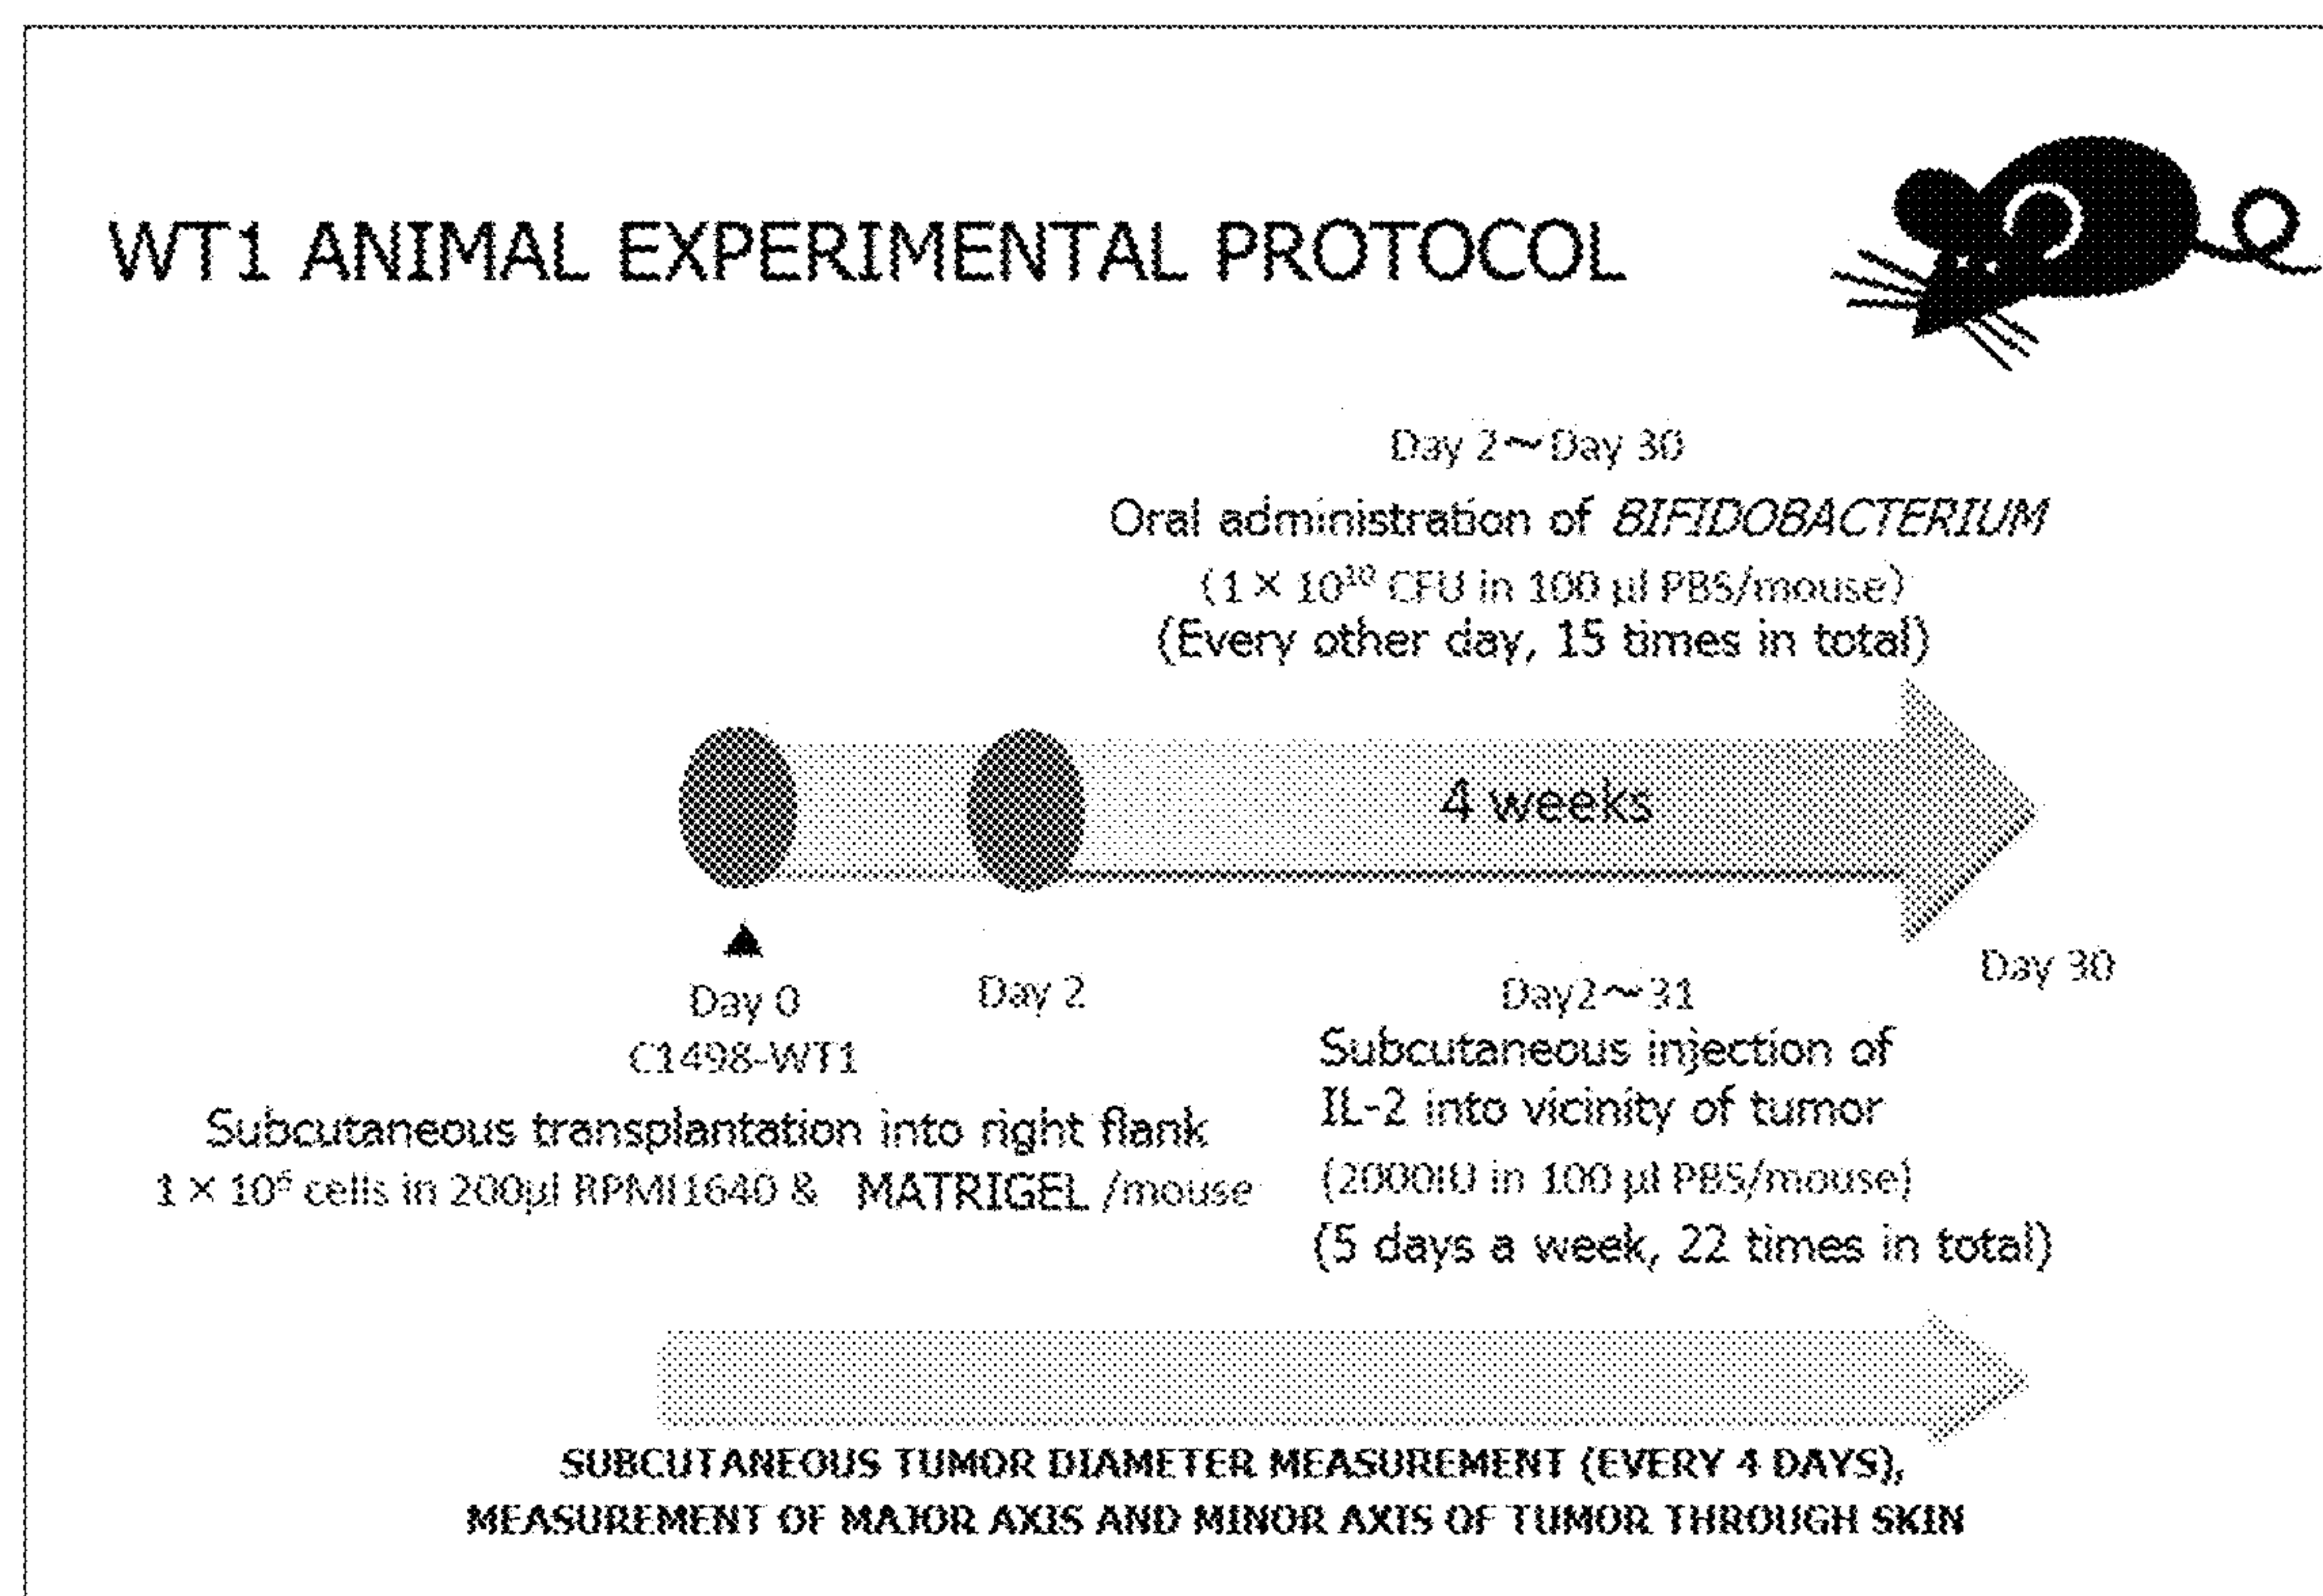 WT1 ANIMAL EXPERIMENTAL PROTOCOL
Day 2～Day 30
Oral administration of BIFIDOBACTERIUM
(1 × 10¹⁰ CFU in 100 µl PBS/mouse)
(Every other day, 15 times in total)
4 weeks
Day 0
Day 2
Day 30
C1498-WT1
Subcutaneous transplantation into right flank
1 × 10⁶ cells in 200µl RPMI1640 & MATRIGEL /mouse
Day2～31
Subcutaneous injection of
IL-2 into vicinity of tumor
(2000IU in 100 µl PBS/mouse)
(5 days a week, 22 times in total)
SUBCUTANEOUS TUMOR DIAMETER MEASUREMENT (EVERY 4 DAYS),
MEASUREMENT OF MAJOR AXIS AND MINOR AXIS OF TUMOR THROUGH SKIN